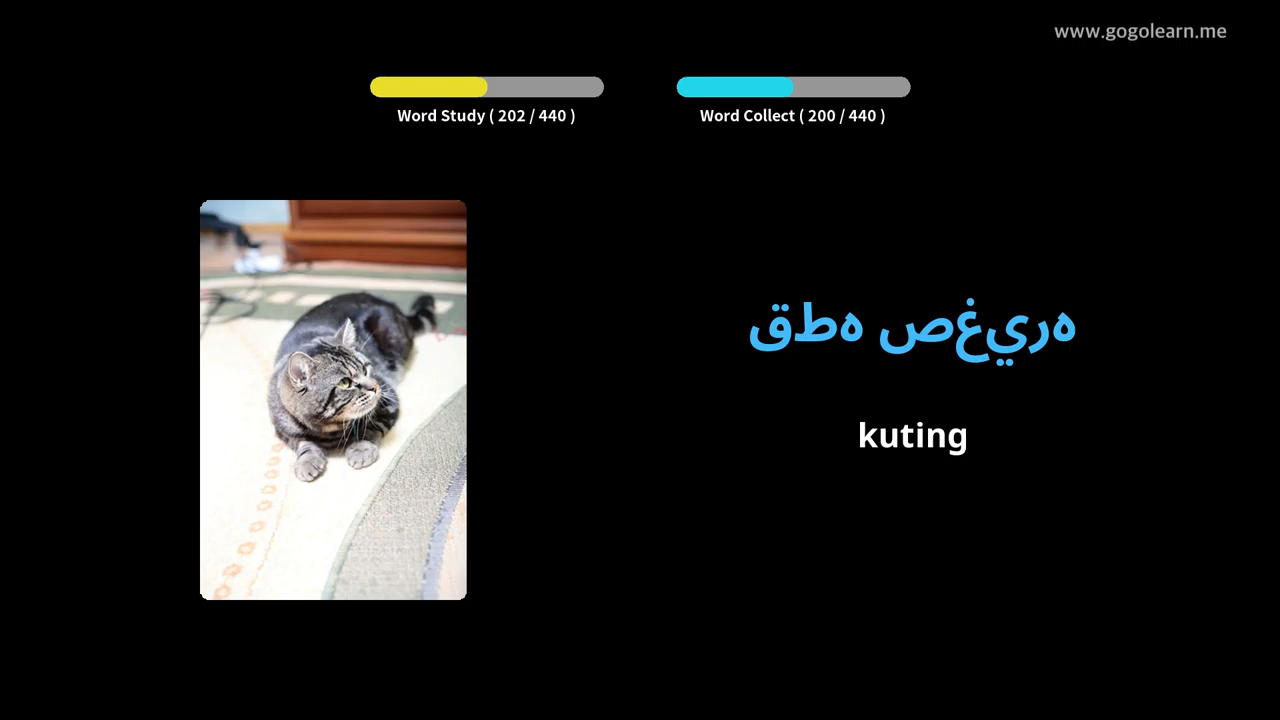 www.gogolearn.me
Word Study ( 202 / 440 )
Word Collect ( 200 / 440 )
قطه صغيره
kuting